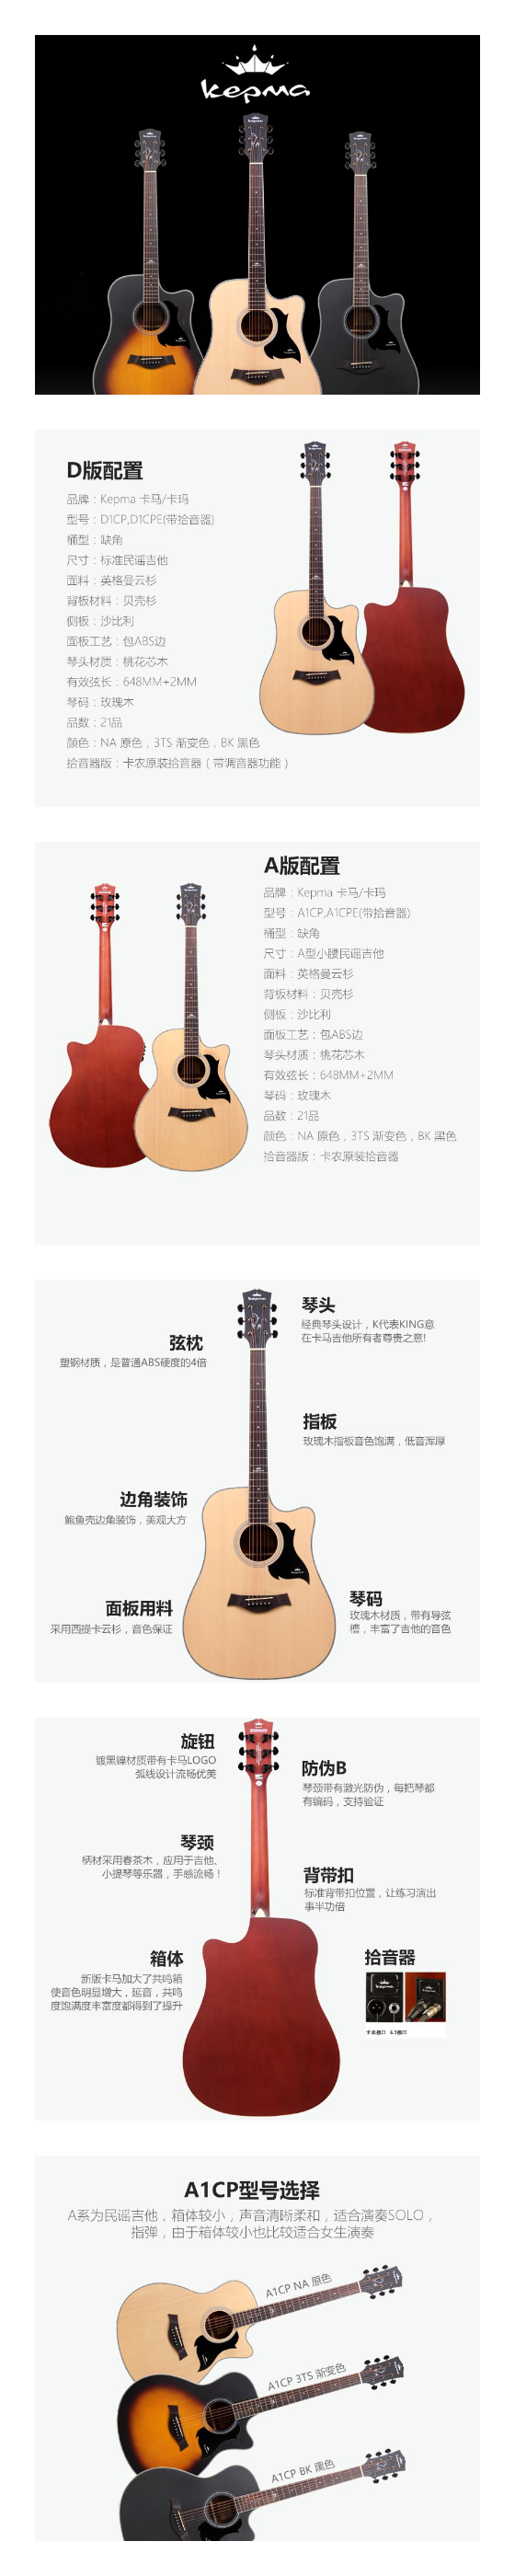 Kepma
D版配置
品牌：Kepma 卡马/卡玛
型号：D1CP,D1CPE(带拾音器)
桶型：缺角
尺寸：标准民谣吉他
面料：英格曼云杉
背板材料：贝壳杉
侧板：沙比利
面板工艺：包ABS边
琴头材质：桃花芯木
有效弦长：648MM+2MM
琴码：玫瑰木
品数：21品
颜色：NA 原色，3TS 渐变色，BK 黑色
拾音器版：卡农原装拾音器（带调音器功能）
A版配置
品牌：Kepma 卡马/卡玛
型号：A1CP,A1CPE(带拾音器)
桶型：缺角
尺寸：A型小腰民谣吉他
面料：英格曼云杉
背板材料：贝壳杉
侧板：沙比利
面板工艺：包ABS边
琴头材质：桃花芯木
有效弦长：648MM+2MM
琴码：玫瑰木
品数：21品
颜色：NA 原色，3TS 渐变色，BK 黑色
拾音器版：卡农原装拾音器
琴头
经典琴头设计，K代表KING意
在卡马吉他所有者尊贵之意!
弦枕
塑钢材质，是普通ABS硬度的4倍
指板
玫瑰木指板音色饱满，低音浑厚
边角装饰
鲍鱼壳边角装饰，美观大方
面板用料
采用西提卡云杉，音色保证
琴码
玫瑰木材质，带有导弦
槽，丰富了吉他的音色
旋钮
镀黑镍材质带有卡马LOGO
弧线设计流畅优美
防伪B
琴颈带有激光防伪，每把琴都
有编码，支持验证
琴颈
柄材采用春茶木，应用于吉他、
小提琴等乐器，手感流畅！
背带扣
标准背带扣位置，让练习演出
事半功倍
箱体
新版卡马加大了共鸣箱
使音色明显增大，延音，共鸣
度饱满度丰富度都得到了提升
拾音器
kepma
kepma
卡农接口 6.5接口
A1CP型号选择
A系为民谣吉他，箱体较小，声音清晰柔和，适合演奏SOLO，
指弹，由于箱体较小也比较适合女生演奏
A1CP NA 原色
A1CP 3TS 渐变色
A1CP BK 黑色